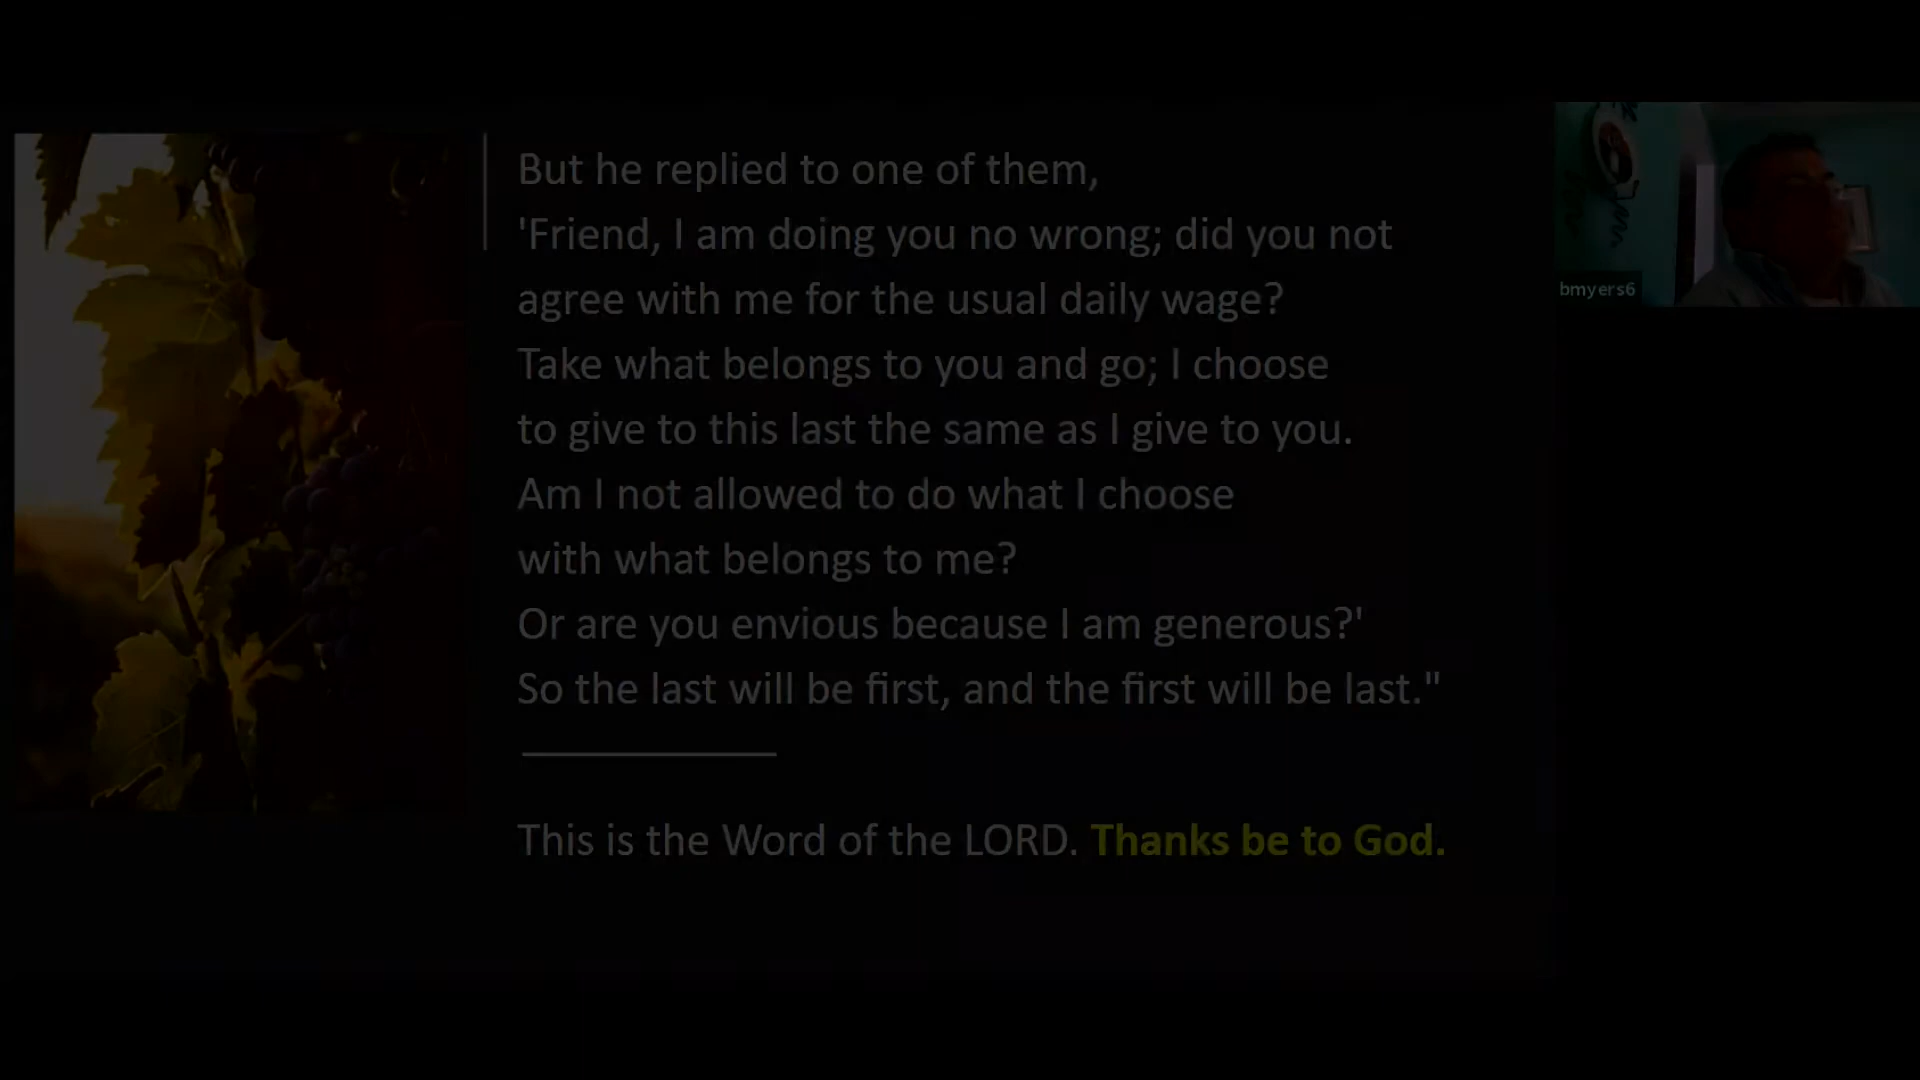 But he replied to one of them,
'Friend, I am doing you no wrong; did you not
agree with me for the usual daily wage?
Take what belongs to you and go; I choose
to give to this last the same as I give to you.
Am I not allowed to do what I choose
with what belongs to me?
Or are you envious because I am generous?'
So the last will be first, and the first will be last."
This is the Word of the LORD. Thanks be to God.
bmyers6